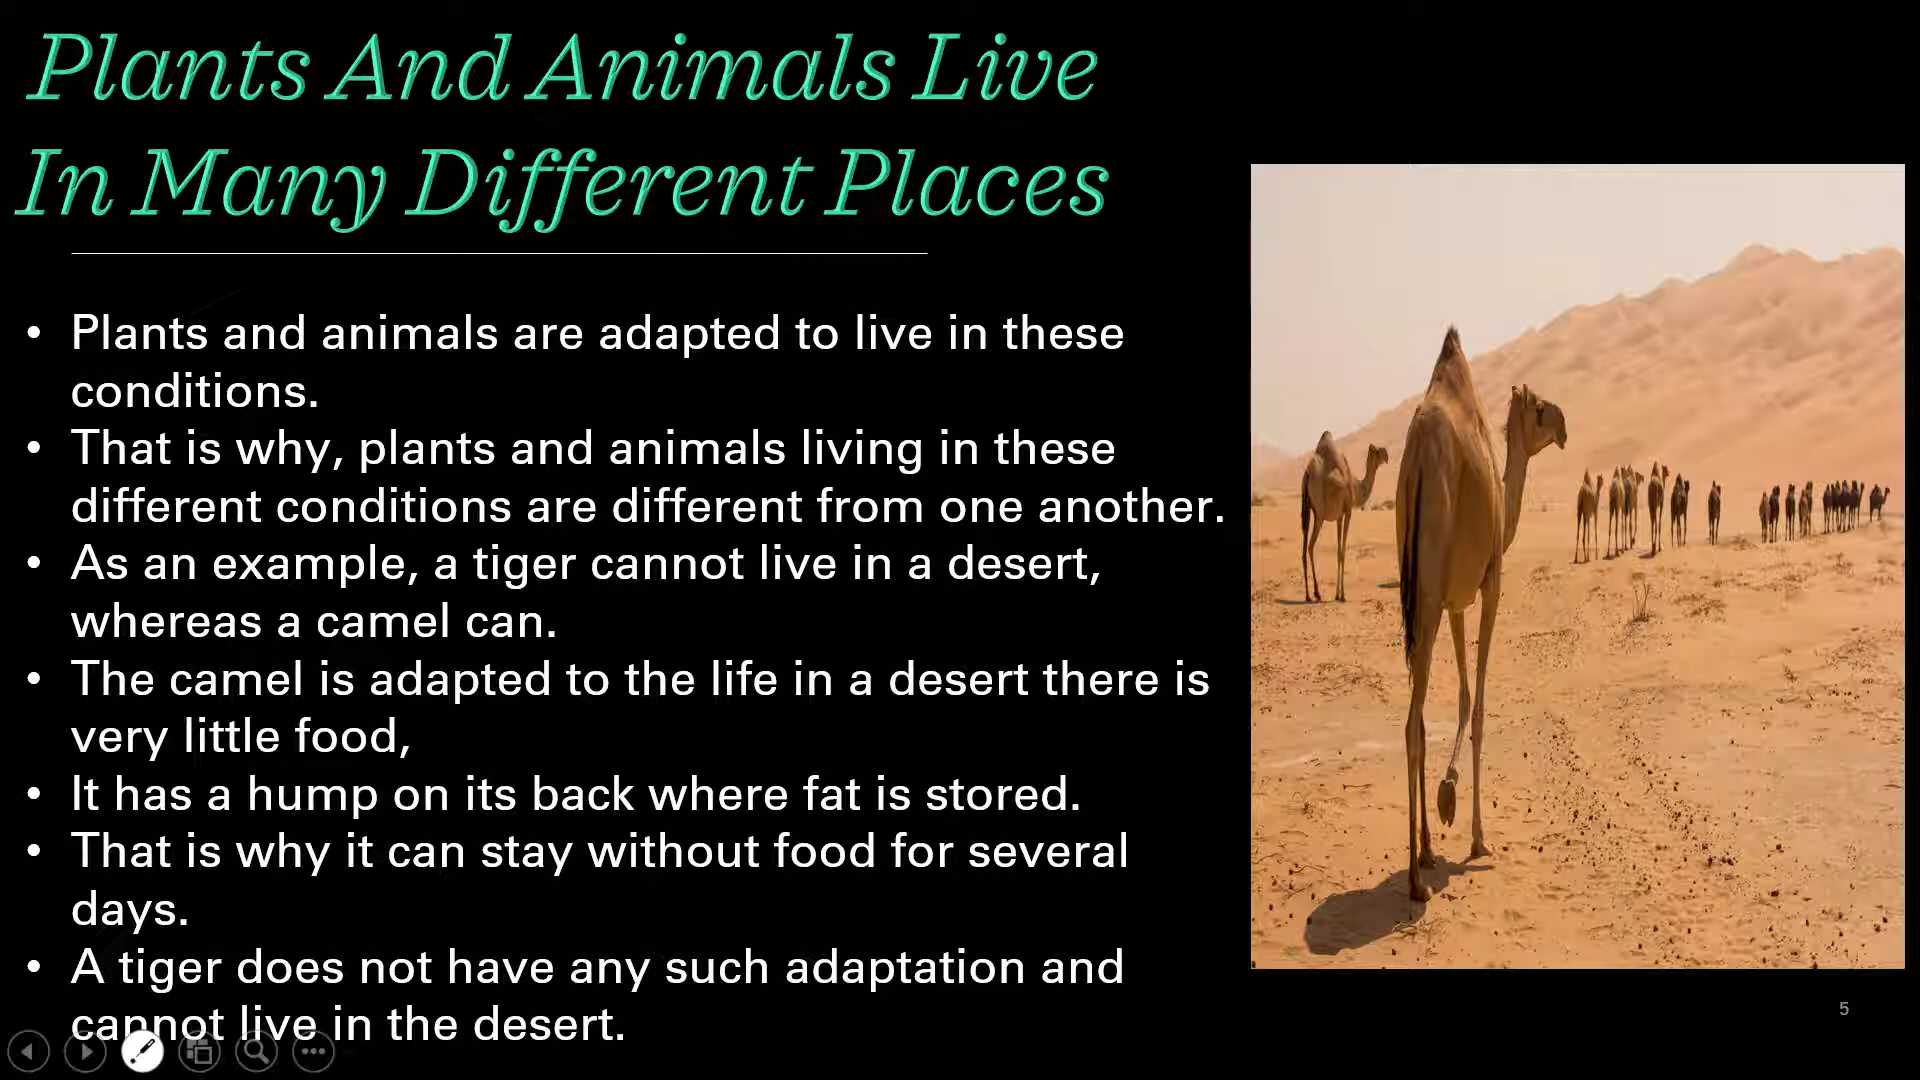 Plants And Animals Live
In Many Different Places
• Plants and animals are adapted to live in these
conditions.
• That is why, plants and animals living in these
different conditions are different from one another.
• As an example, a tiger cannot live in a desert,
whereas a camel can.
• The camel is adapted to the life in a desert there is
very little food,
• It has a hump on its back where fat is stored.
• That is why it can stay without food for several
days.
• A tiger does not have any such adaptation and
cannot live in the desert.
5